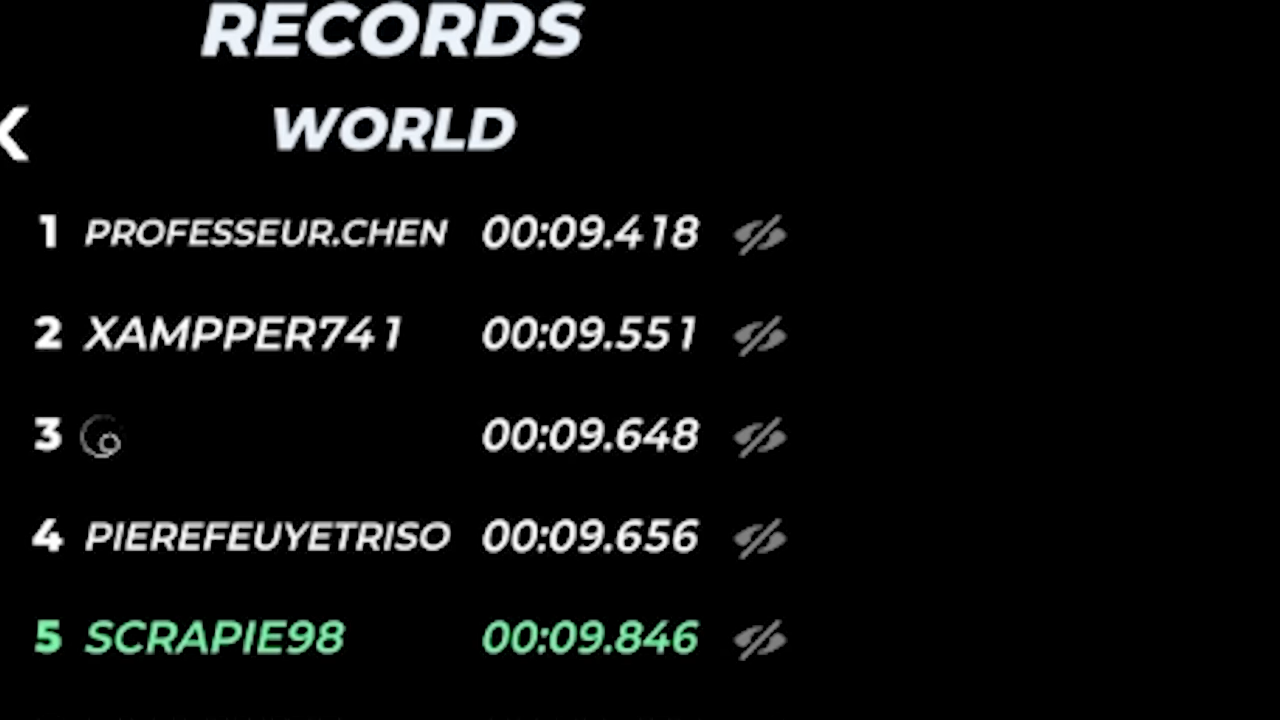 RECORDS
WORLD
1 PROFESSEUR.CHEN 00:09.418
2 XAMPPER741 00:09.551
3 00:09.648
4 PIEREFEUYETRISO 00:09.656
5 SCRAPIE98 00:09.846